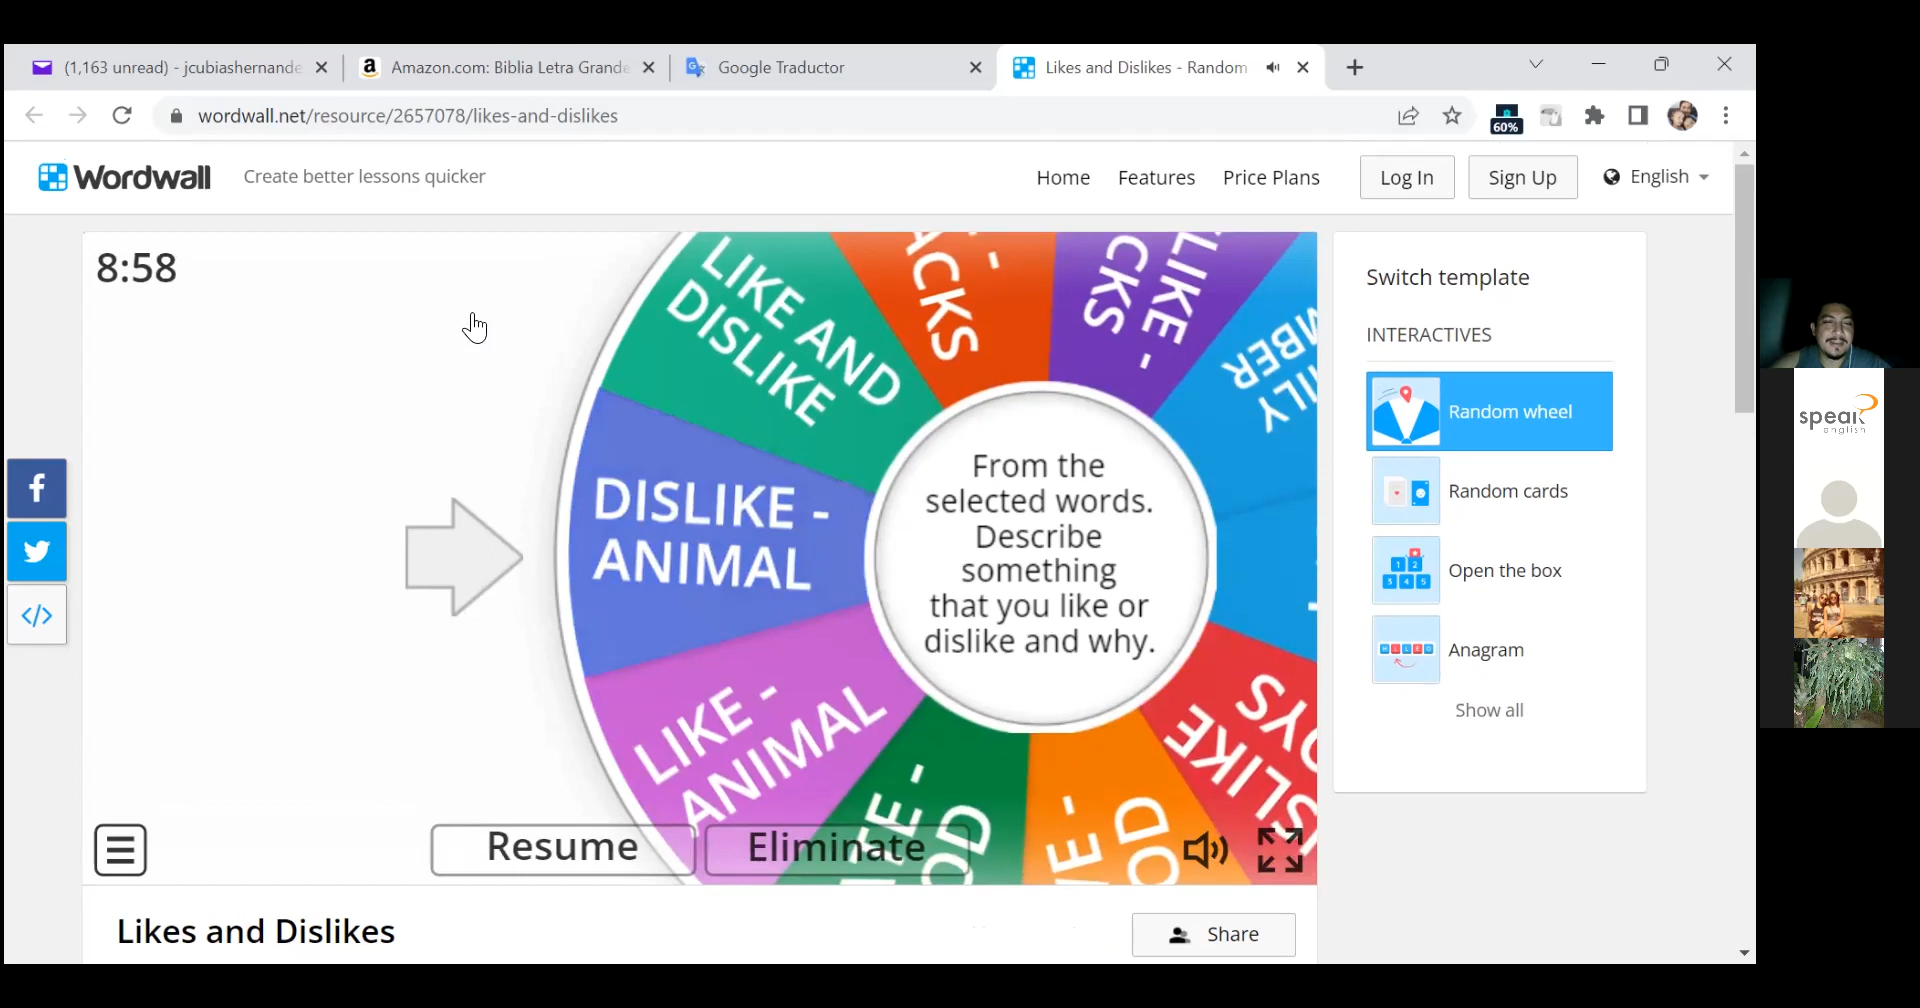 (1,163 unread) - jcubiashernande
Amazon.com: Biblia Letra Grande
Google Traductor
Likes and Dislikes - Random
wordwall.net/resource/2657078/likes-and-dislikes
60%
Wordwall
Create better lessons quicker
Home
Features
Price Plans
Log In
Sign Up
English
8:58
LIKE AND
DISLIKE
DISLIKE -
ANIMAL
LIKE -
ANIMAL
From the
selected words.
Describe
something
that you like or
dislike and why.
Resume
Eliminate
Switch template
INTERACTIVES
Random wheel
Random cards
Open the box
Anagram
Show all
speak
english
Likes and Dislikes
Share